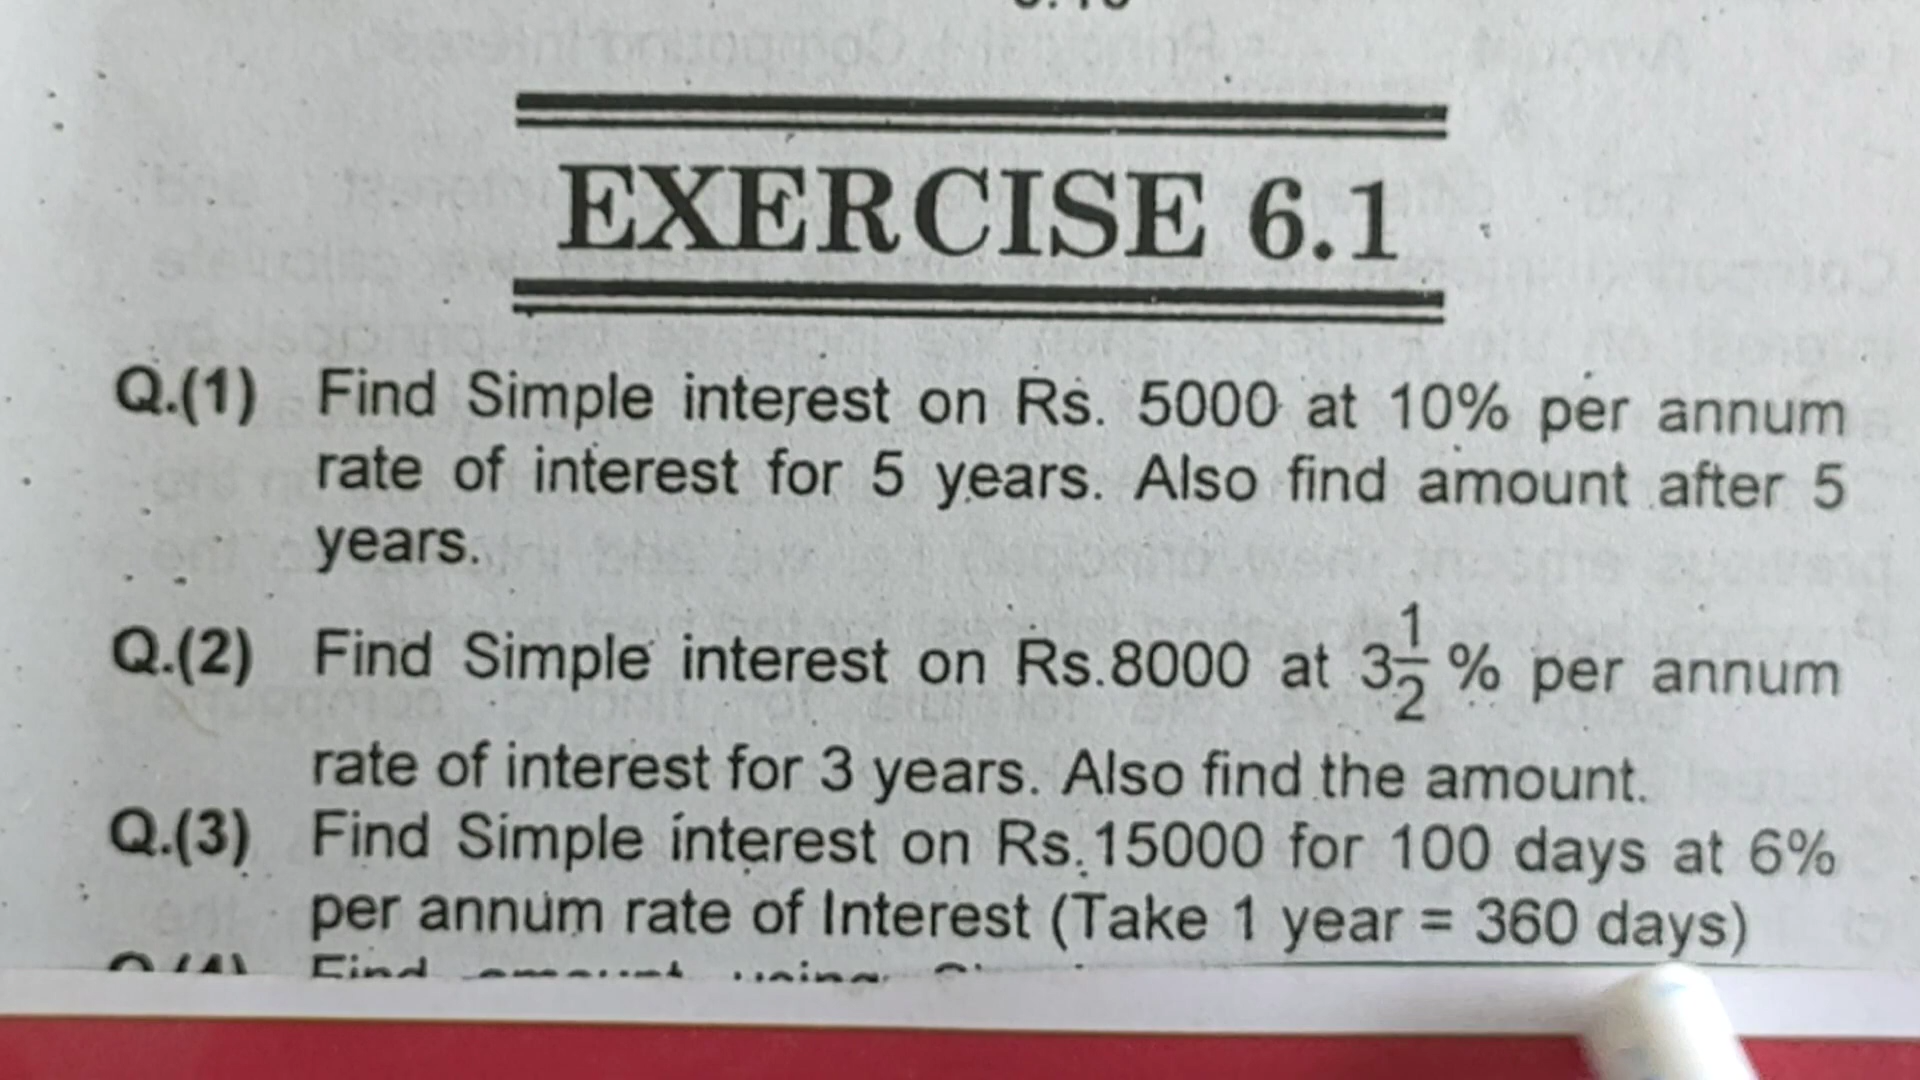 EXERCISE 6.1
Q.(1) Find Simple interest on Rs. 5000 at 10% per annum
rate of interest for 5 years. Also find amount after 5
years.
Q.(2) Find Simple interest on Rs.8000 at 3 1/2 % per annum
rate of interest for 3 years. Also find the amount.
Q.(3) Find Simple interest on Rs.15000 for 100 days at 6%
per annum rate of Interest (Take 1 year = 360 days)
Find amount using